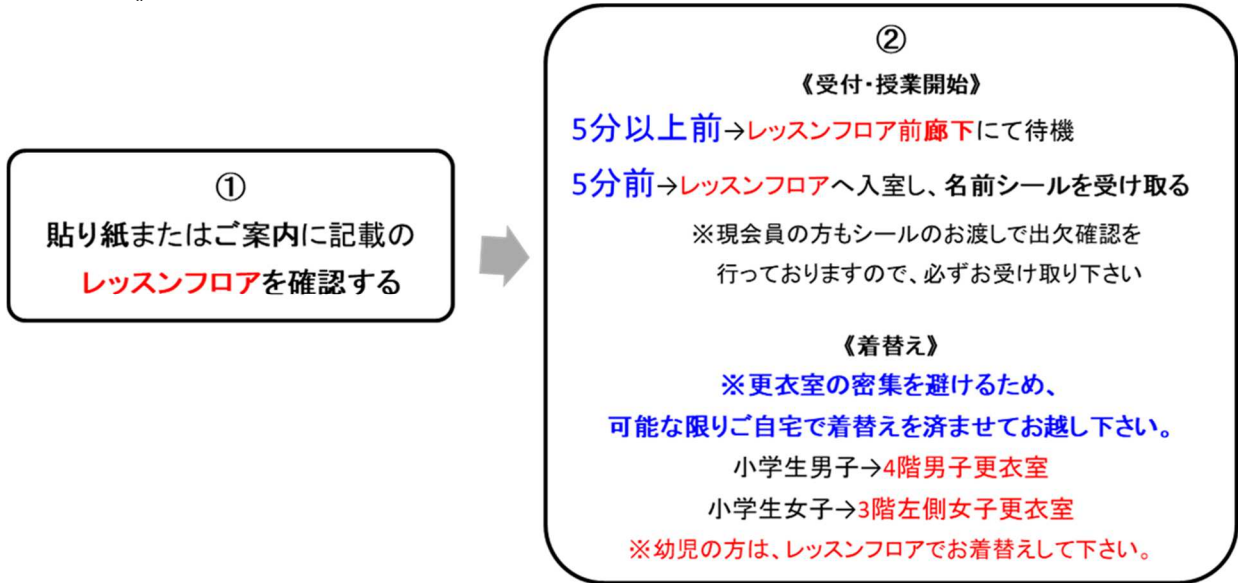 ①
貼り紙またはご案内に記載の
レッスンフロアを確認する
②
《受付・授業開始》
5分以上前→レッスンフロア前廊下にて待機
5分前→レッスンフロアへ入室し、名前シールを受け取る
※現会員の方もシールのお渡しで出欠確認を
行っておりますので、必ずお受け取り下さい
《着替え》
※更衣室の密集を避けるため、
可能な限りご自宅で着替えを済ませてお越し下さい。
小学生男子→4階男子更衣室
小学生女子→3階左側女子更衣室
※幼児の方は、レッスンフロアでお着替えして下さい。